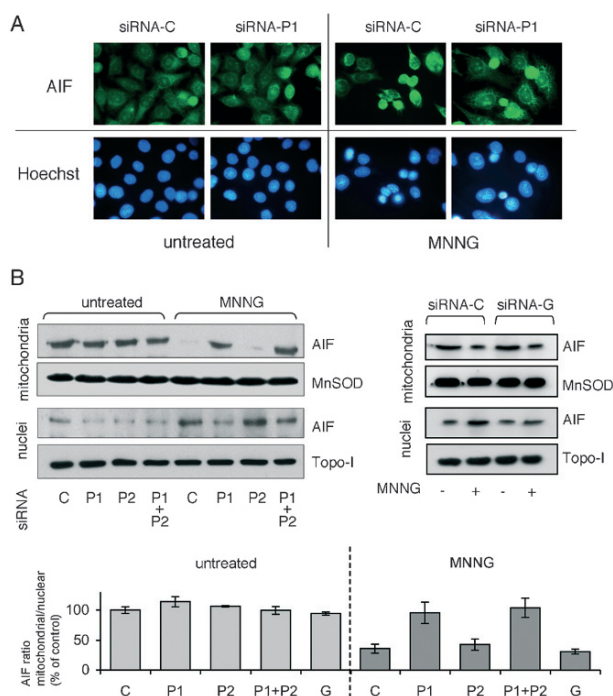 A
siRNA-C siRNA-P1 siRNA-C siRNA-P1
AIF
Hoechst
untreated MNNG
B
untreated MNNG
mitochondria
AIF
MnSOD
nuclei
AIF
Topo-I
siRNA
C P1 P2 P1 + P2 C P1 P2 P1 + P2
siRNA-C siRNA-G
mitochondria
AIF
MnSOD
nuclei
AIF
Topo-I
MNNG - + - +
untreated MNNG
AIF ratio
mitochondrial/nuclear
(% of control)
100
50
0
C P1 P2 P1+P2 G C P1 P2 P1+P2 G